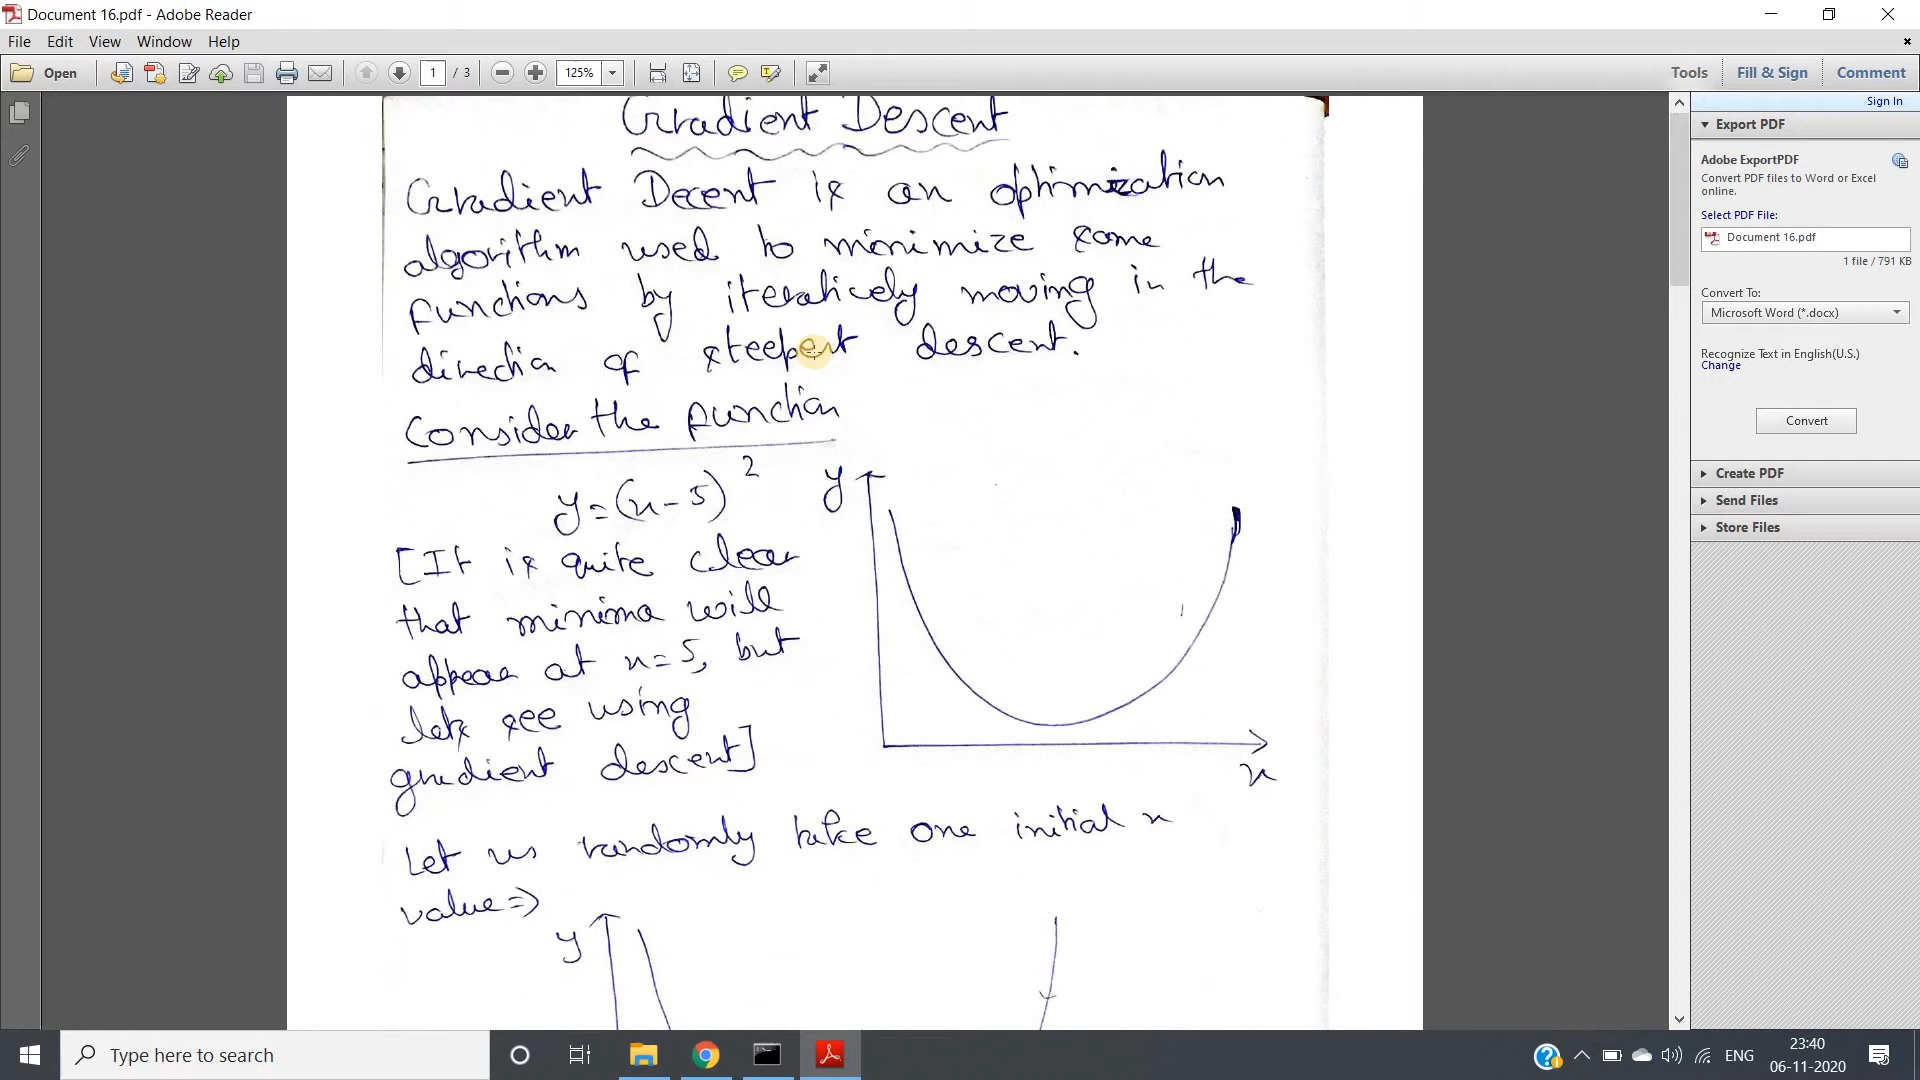 Document 16.pdf - Adobe Reader
File Edit View Window Help
Open 1 / 3 125% Tools Fill & Sign Comment
Sign In
Export PDF
Adobe ExportPDF
Convert PDF files to Word or Excel
online.
Select PDF File:
Document 16.pdf
1 file / 791 KB
Convert To:
Microsoft Word (*.docx)
Recognize Text in English(U.S.)
Change
Convert
Create PDF
Send Files
Store Files
Gradient Descent
Gradient Decent is an optimization
algorithm used to minimize some
functions by iteratively moving in the
direction of steepest descent.
Consider the function
y=(x-5)²
y
[It is quite clear
that minima will
appear at x=5, but
lets see using
gradient descent]
x
Let us randomly take one initial x
value=>
y
Type here to search
ENG
23:40
06-11-2020